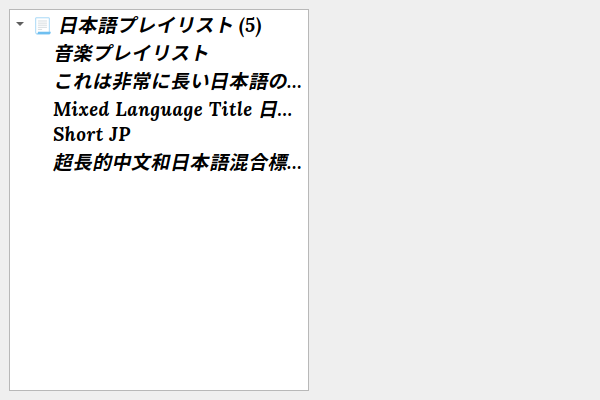 日本語プレイリスト (5)
音楽プレイリスト
これは非常に長い日本語の...
Mixed Language Title 日...
Short JP
超長的中文和日本語混合標...